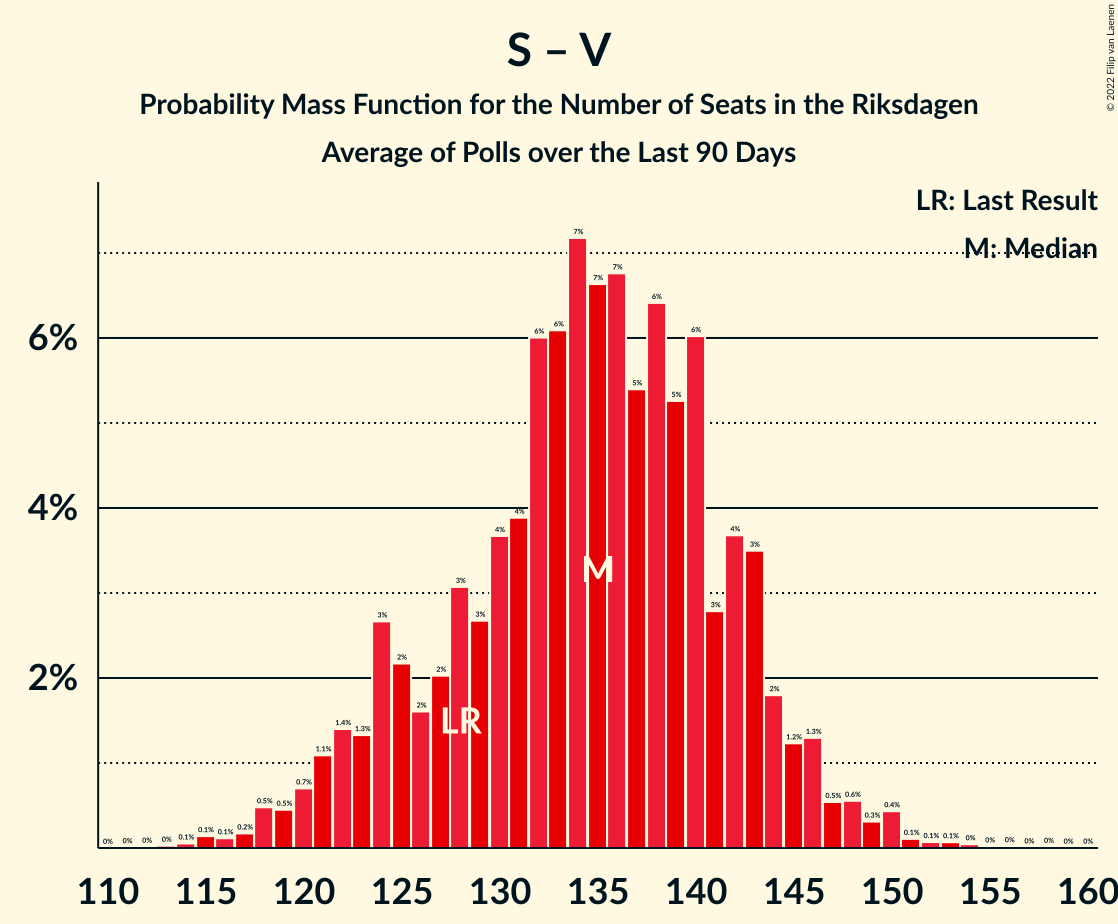 © 2022 Filip van Laenen
S – V
Probability Mass Function for the Number of Seats in the Riksdagen
Average of Polls over the Last 90 Days
LR: Last Result
M: Median
6%
4%
2%
0% 0% 0% 0% 0.1% 0.1% 0.1% 0.2% 0.5% 0.5% 0.7% 1.1% 1.4% 1.3% 3% 2% 2% 2% 3% 3% 4% 4% 6% 6% 7% 7% 7% 5% 6% 5% 6% 3% 4% 3% 2% 1.2% 1.3% 0.5% 0.6% 0.3% 0.4% 0.1% 0.1% 0.1% 0% 0% 0% 0% 0% 0% 0%
M
LR
110 115 120 125 130 135 140 145 150 155 160